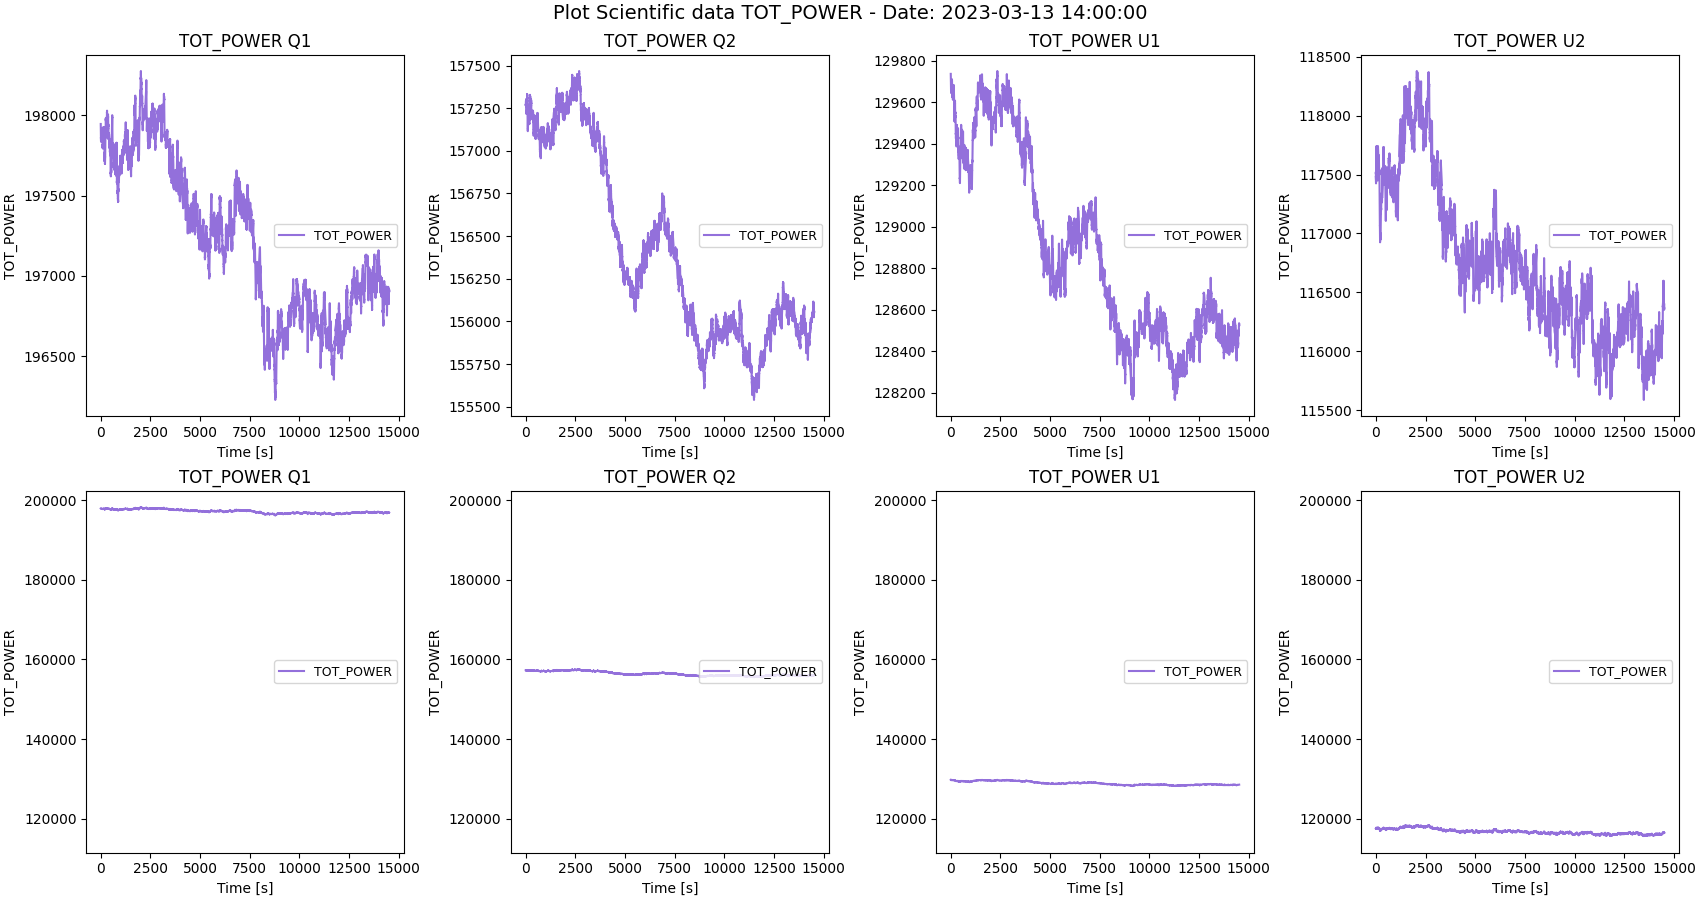 Plot Scientific data TOT_POWER - Date: 2023-03-13 14:00:00
TOT_POWER Q1
TOT_POWER
198000
197500
197000
196500
TOT_POWER
0 2500 5000 7500 10000 12500 15000
Time [s]
TOT_POWER Q2
TOT_POWER
157500
157250
157000
156750
156500
156250
156000
155750
155500
TOT_POWER
0 2500 5000 7500 10000 12500 15000
Time [s]
TOT_POWER U1
TOT_POWER
129800
129600
129400
129200
129000
128800
128600
128400
128200
TOT_POWER
0 2500 5000 7500 10000 12500 15000
Time [s]
TOT_POWER U2
TOT_POWER
118500
118000
117500
117000
116500
116000
115500
TOT_POWER
0 2500 5000 7500 10000 12500 15000
Time [s]
TOT_POWER Q1
TOT_POWER
200000
180000
160000
140000
120000
TOT_POWER
0 2500 5000 7500 10000 12500 15000
Time [s]
TOT_POWER Q2
TOT_POWER
200000
180000
160000
140000
120000
TOT_POWER
0 2500 5000 7500 10000 12500 15000
Time [s]
TOT_POWER U1
TOT_POWER
200000
180000
160000
140000
120000
TOT_POWER
0 2500 5000 7500 10000 12500 15000
Time [s]
TOT_POWER U2
TOT_POWER
200000
180000
160000
140000
120000
TOT_POWER
0 2500 5000 7500 10000 12500 15000
Time [s]